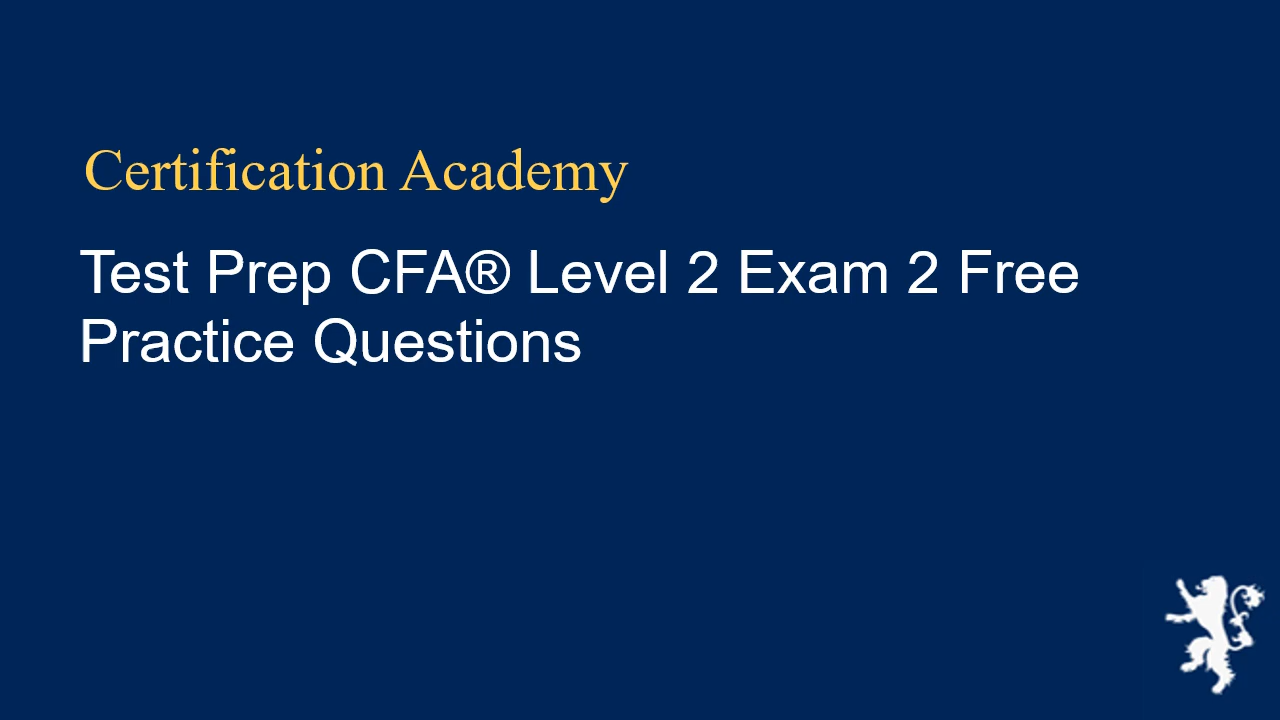 Certification Academy
Test Prep CFA® Level 2 Exam 2 Free
Practice Questions